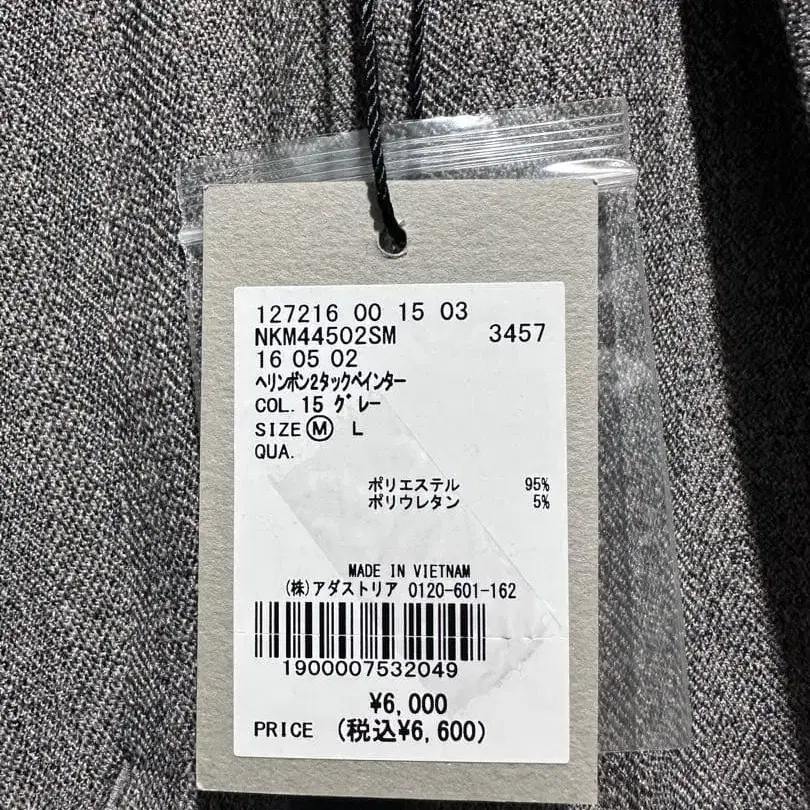 127216 00 15 03
NKM44502SM 3457
16 05 02
ﾍﾘﾝﾎﾞﾝ2ﾀｯｸﾍﾟｲﾝﾀｰ
COL.15 ｸﾞﾚｰ
SIZE Ⓜ L
QUA.
ポリエステル 95%
ポリウレタン 5%
MADE IN VIETNAM
(株)アダストリア 0120-601-162
1900007532049
¥6,000
PRICE (税込¥6,600)